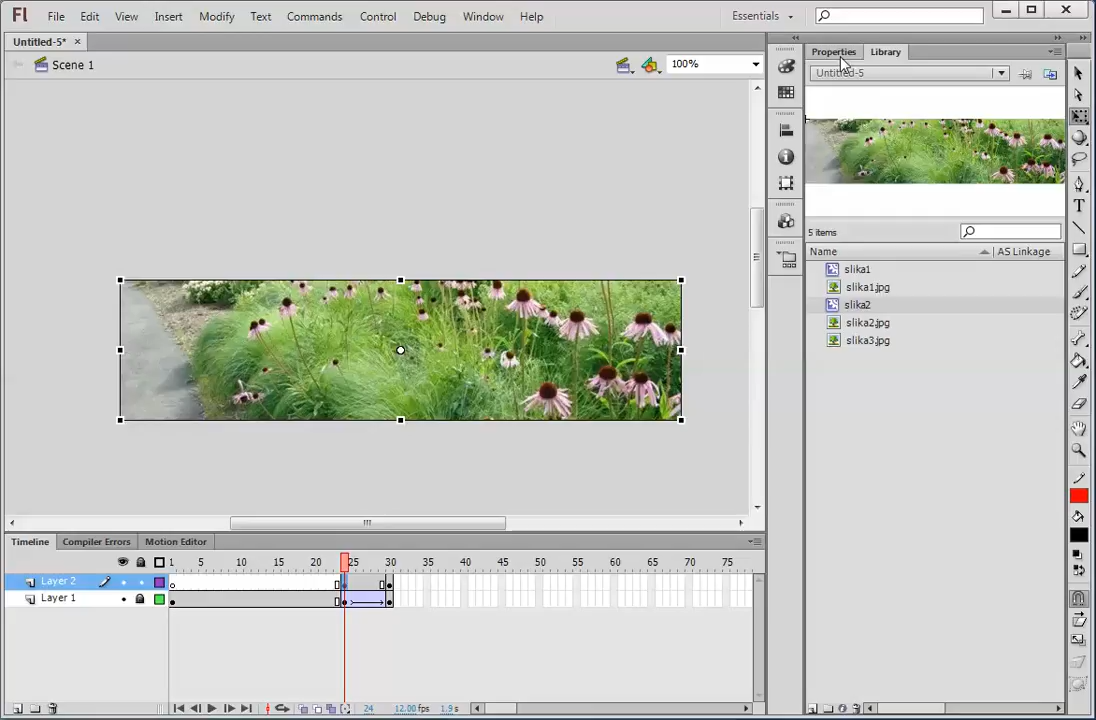 Fl File Edit View Insert Modify Text Commands Control Debug Window Help Essentials
Untitled-5*
Scene 1
100%
Properties Library
Untitled-5
5 items
Name AS Linkage
slika1
slika1.jpg
slika2
slika2.jpg
slika3.jpg
Timeline Compiler Errors Motion Editor
1 5 10 15 20 25 30 35 40 45 50 55 60 65 70 75
Layer 2
Layer 1
24 12.00 fps 1.9 s